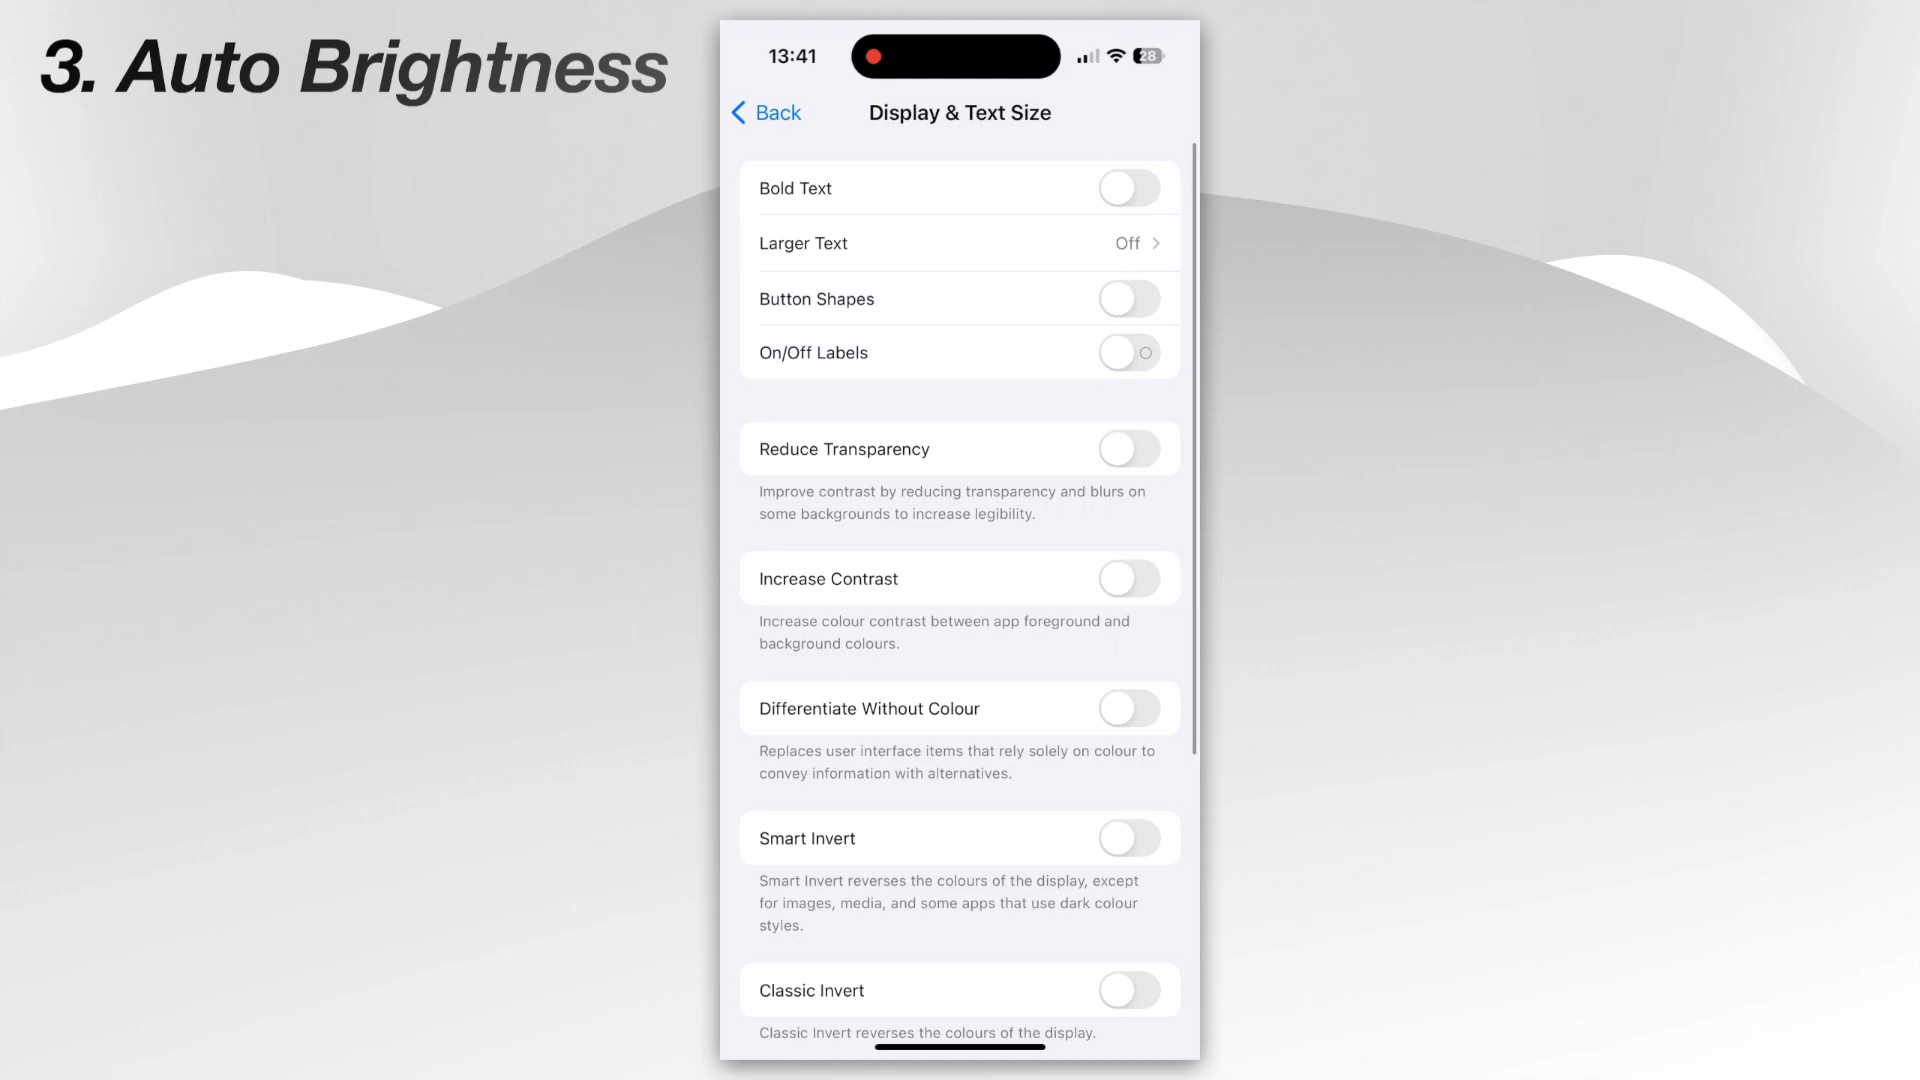 3. Auto Brightness
13:41
28
Back
Display & Text Size
Bold Text
Larger Text Off
Button Shapes
On/Off Labels
Reduce Transparency
Improve contrast by reducing transparency and blurs on
some backgrounds to increase legibility.
Increase Contrast
Increase colour contrast between app foreground and
background colours.
Differentiate Without Colour
Replaces user interface items that rely solely on colour to
convey information with alternatives.
Smart Invert
Smart Invert reverses the colours of the display, except
for images, media, and some apps that use dark colour
styles.
Classic Invert
Classic Invert reverses the colours of the display.